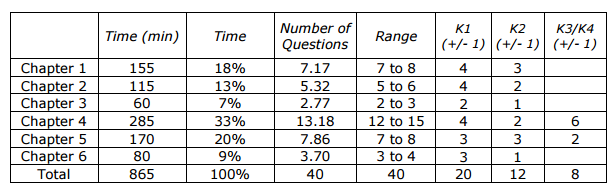 Time (min) Time Number of Questions Range K1 (+/- 1) K2 (+/- 1) K3/K4 (+/- 1)
Chapter 1 155 18% 7.17 7 to 8 4 3
Chapter 2 115 13% 5.32 5 to 6 4 2
Chapter 3 60 7% 2.77 2 to 3 2 1
Chapter 4 285 33% 13.18 12 to 15 4 2 6
Chapter 5 170 20% 7.86 7 to 8 3 3 2
Chapter 6 80 9% 3.70 3 to 4 3 1
Total 865 100% 40 40 20 12 8